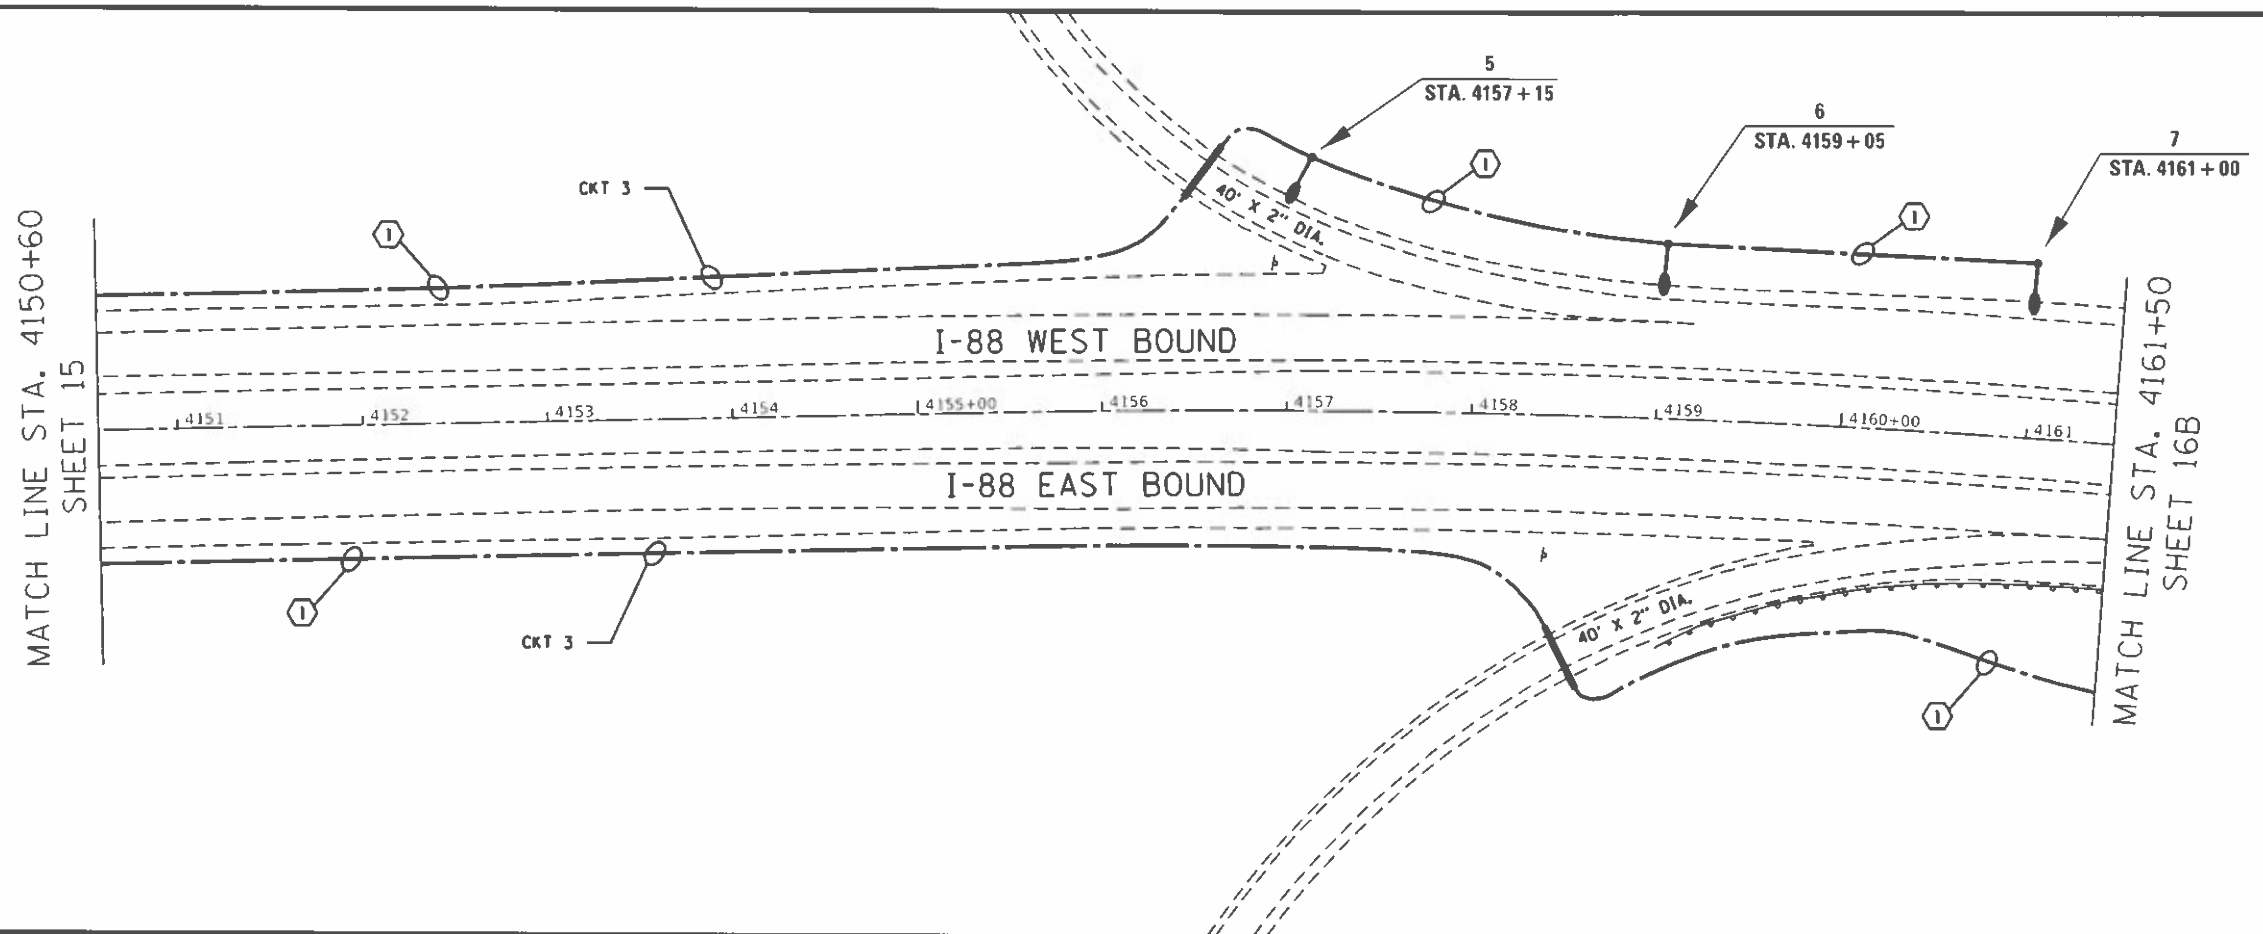 5
STA. 4157 + 15
6
STA. 4159 + 05
7
STA. 4161 + 00
1
1
1
CKT 3
40' X 2" DIA.
MATCH LINE STA. 4150+60
SHEET 15
I-88 WEST BOUND
4151
4152
4153
4154
4155+00
4156
4157
4158
4159
4160+00
4161
I-88 EAST BOUND
MATCH LINE STA. 4161+50
SHEET 16B
1
CKT 3
40' X 2" DIA.
1